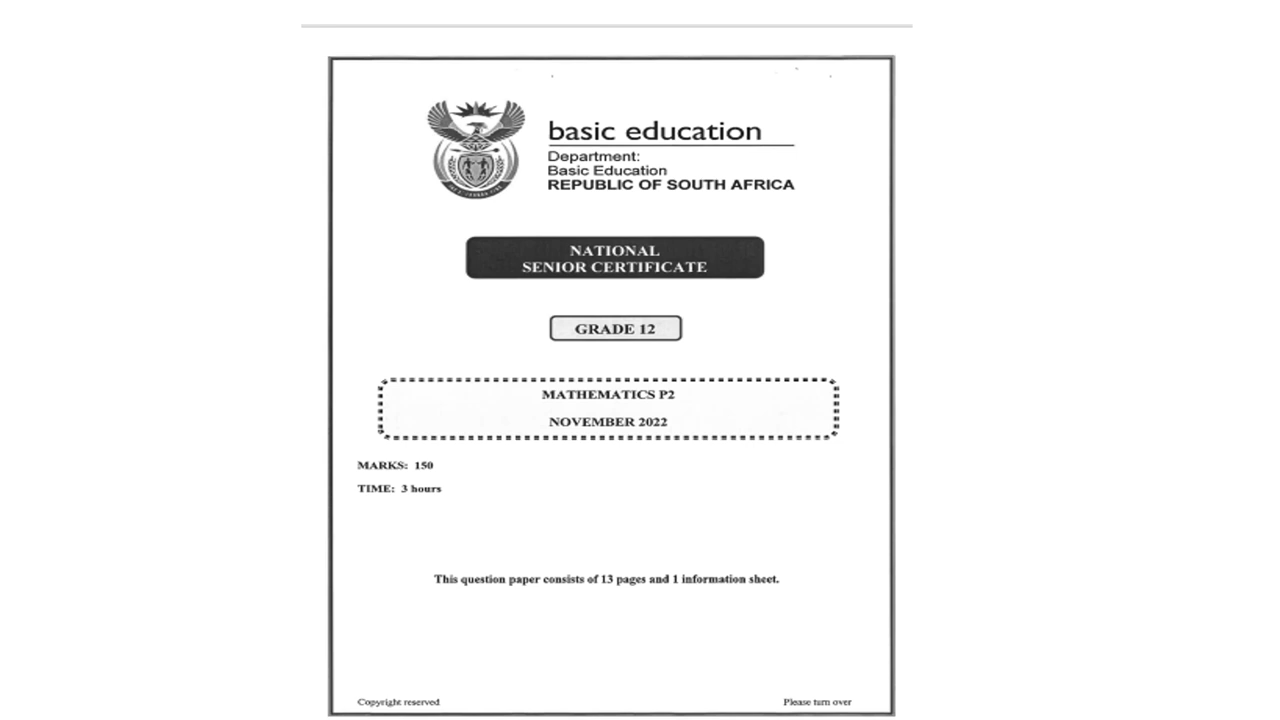 basic education
Department:
Basic Education
REPUBLIC OF SOUTH AFRICA
NATIONAL
SENIOR CERTIFICATE
GRADE 12
MATHEMATICS P2
NOVEMBER 2022
MARKS: 150
TIME: 3 hours
This question paper consists of 13 pages and 1 information sheet.
Copyright reserved
Please turn over